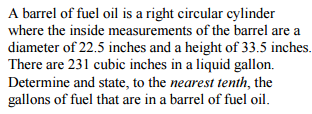 A barrel of fuel oil is a right circular cylinder
where the inside measurements of the barrel are a
diameter of 22.5 inches and a height of 33.5 inches.
There are 231 cubic inches in a liquid gallon.
Determine and state, to the nearest tenth, the
gallons of fuel that are in a barrel of fuel oil.